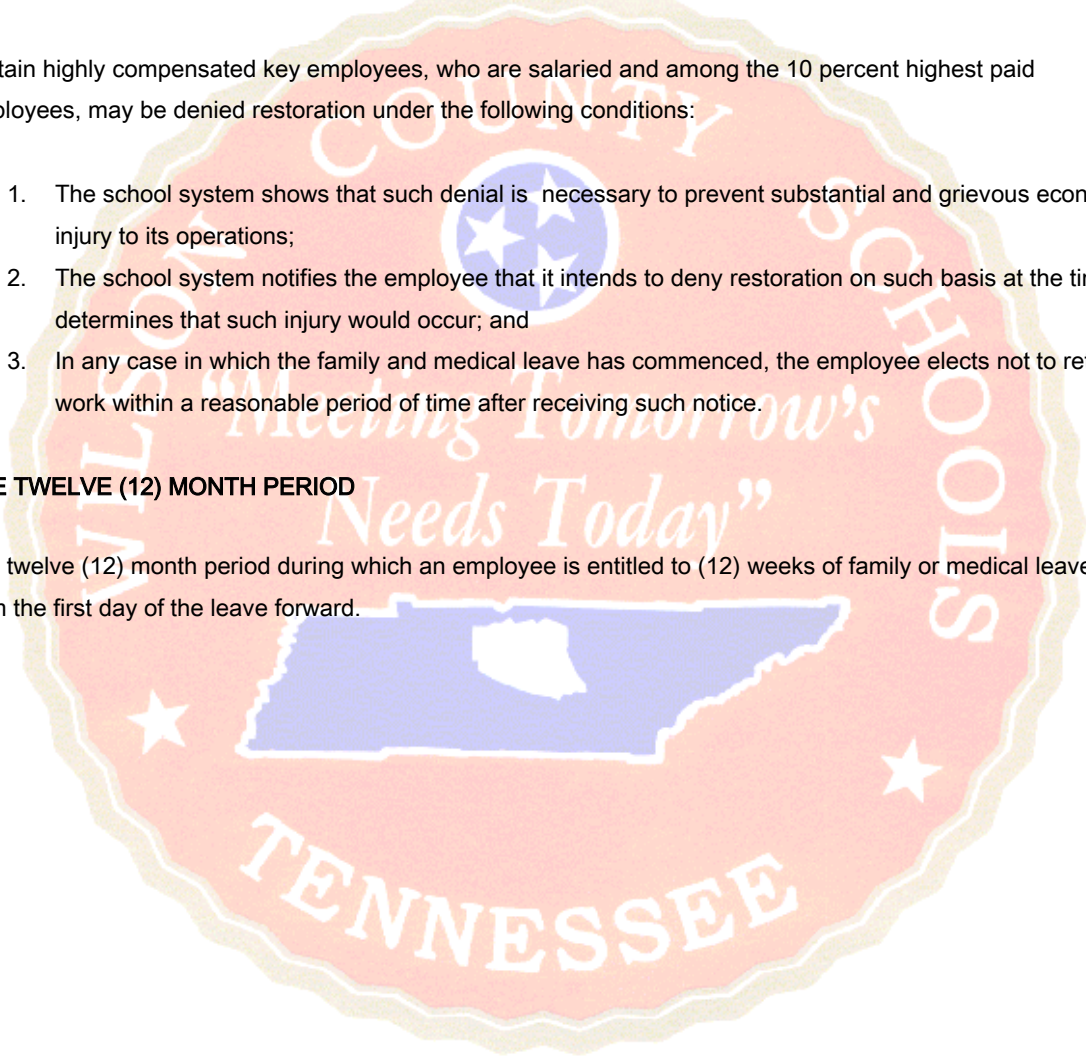 tain highly compensated key employees, who are salaried and among the 10 percent highest paid
ployees, may be denied restoration under the following conditions:
1. The school system shows that such denial is necessary to prevent substantial and grievous econ
injury to its operations;
2. The school system notifies the employee that it intends to deny restoration on such basis at the
determines that such injury would occur; and
3. In any case in which the family and medical leave has commenced, the employee elects not to
work within a reasonable period of time after receiving such notice.
E TWELVE (12) MONTH PERIOD
twelve (12) month period during which an employee is entitled to (12) weeks of family or medical leave
the first day of the leave forward.
WILSON COUNTY SCHOOLS
"Meeting Tomorrow's
Needs Today"
TENNESSEE